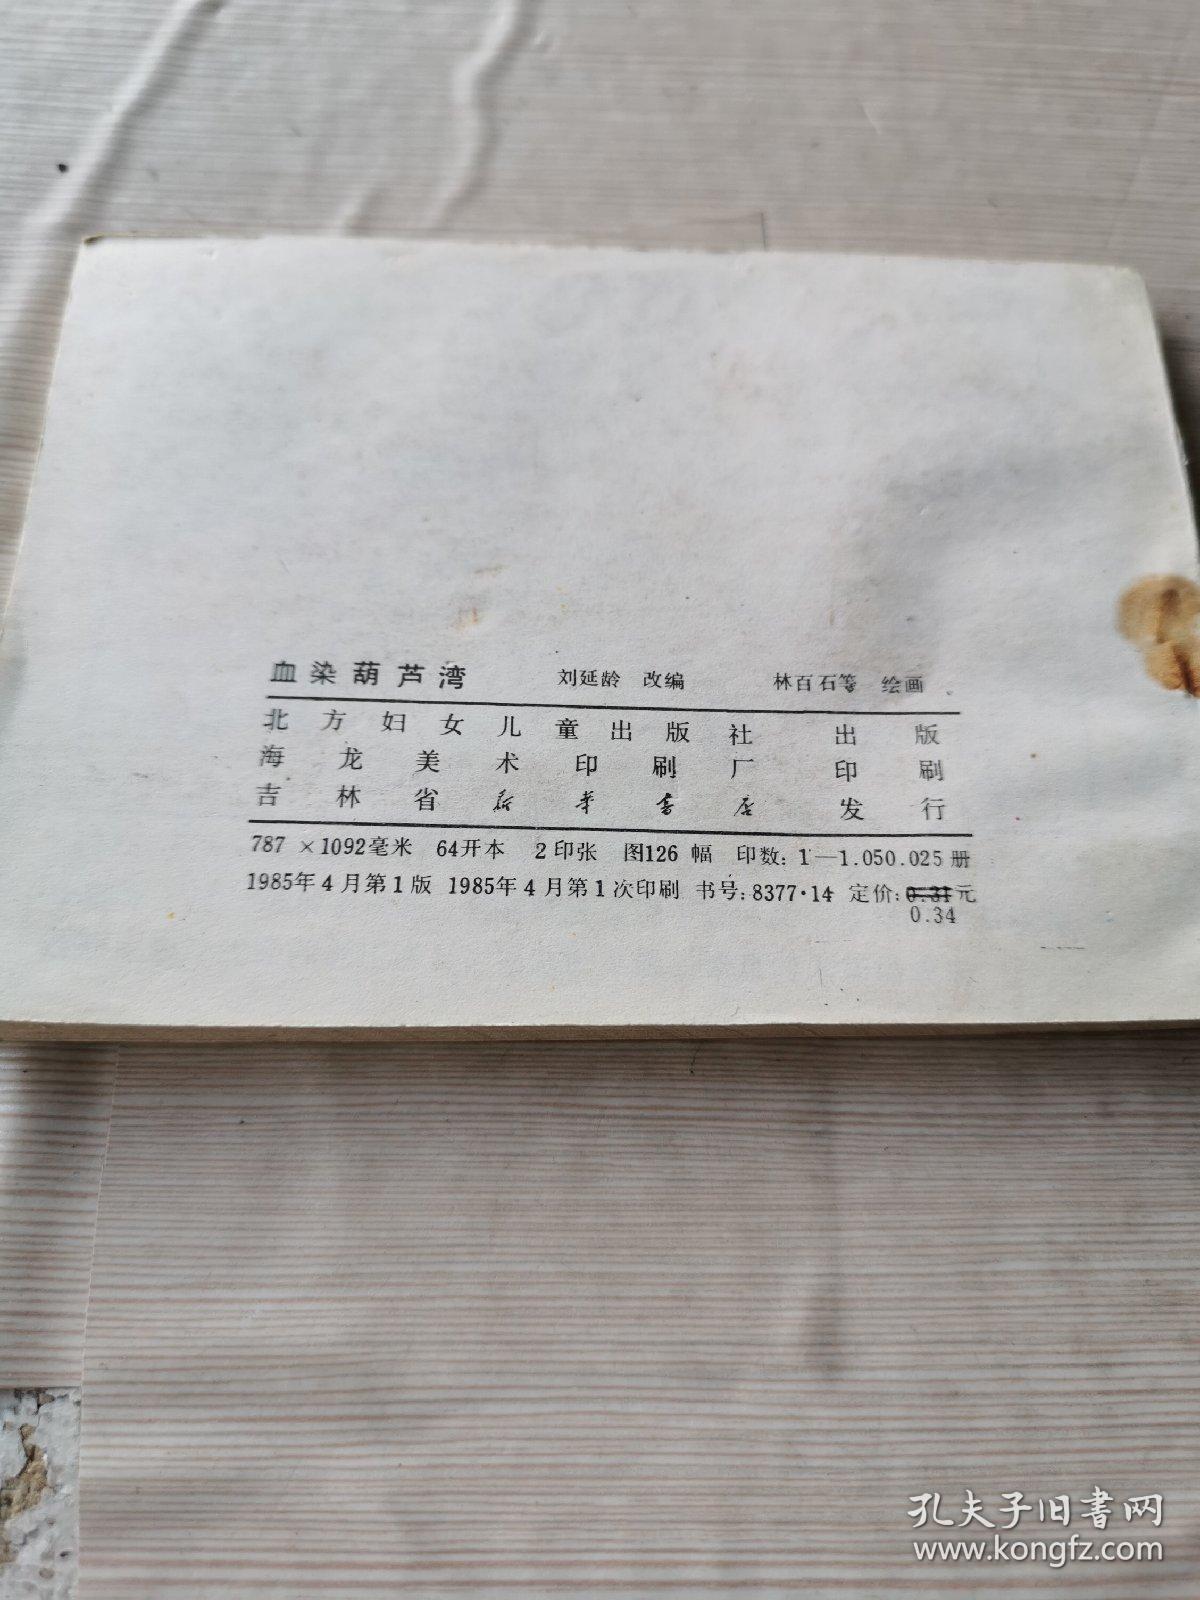 血染葫芦湾 刘延龄 改编 林百石等 绘画
北方妇女儿童出版社 出版
海龙美术印刷厂 印刷
吉林省新华书店 发行
787×1092毫米 64开本 2印张 图126幅 印数：1—1.050.025册
1985年4月第1版 1985年4月第1次印刷 书号：8377·14 定价：0.31元
0.34
孔夫子旧书网
www.kongfz.com